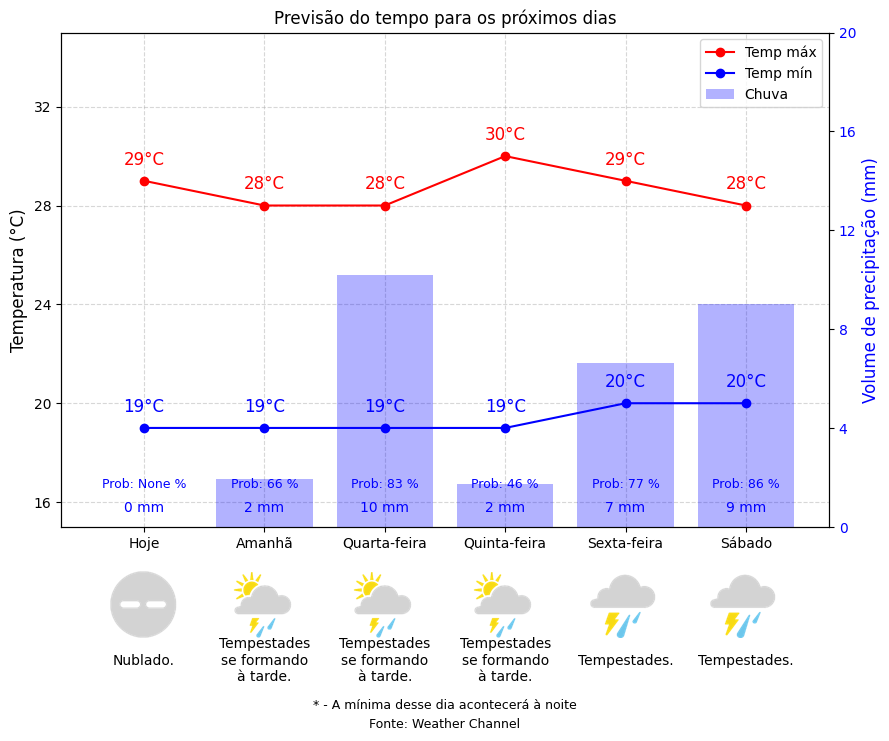 Previsão do tempo para os próximos dias
Temp máx
Temp mín
Chuva
Temperatura (°C)
32
28
24
20
16
Volume de precipitação (mm)
20
16
12
8
4
0
29°C
28°C
28°C
30°C
29°C
28°C
19°C
19°C
19°C
19°C
20°C
20°C
Prob: None %
Prob: 66 %
Prob: 83 %
Prob: 46 %
Prob: 77 %
Prob: 86 %
0 mm
2 mm
10 mm
2 mm
7 mm
9 mm
Hoje
Amanhã
Quarta-feira
Quinta-feira
Sexta-feira
Sábado
Nublado.
Tempestades
se formando
à tarde.
Tempestades
se formando
à tarde.
Tempestades
se formando
à tarde.
Tempestades.
Tempestades.
* - A mínima desse dia acontecerá à noite
Fonte: Weather Channel